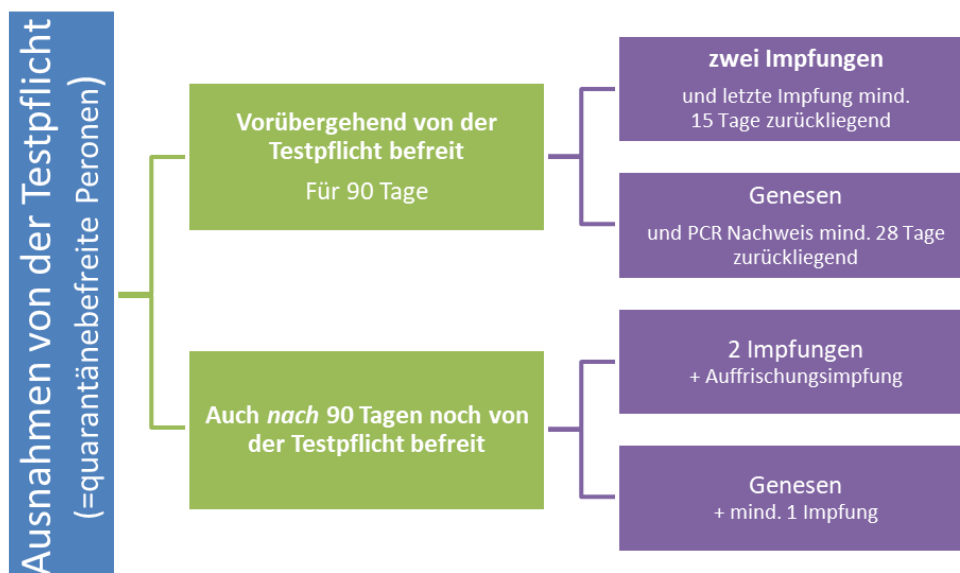 Ausnahmen von der Testpflicht
(=quarantänebefreite Peronen)
Vorübergehend von der
Testpflicht befreit
Für 90 Tage
zwei Impfungen
und letzte Impfung mind.
15 Tage zurückliegend
Genesen
und PCR Nachweis mind. 28 Tage
zurückliegend
Auch nach 90 Tagen noch von
der Testpflicht befreit
2 Impfungen
+ Auffrischungsimpfung
Genesen
+ mind. 1 Impfung